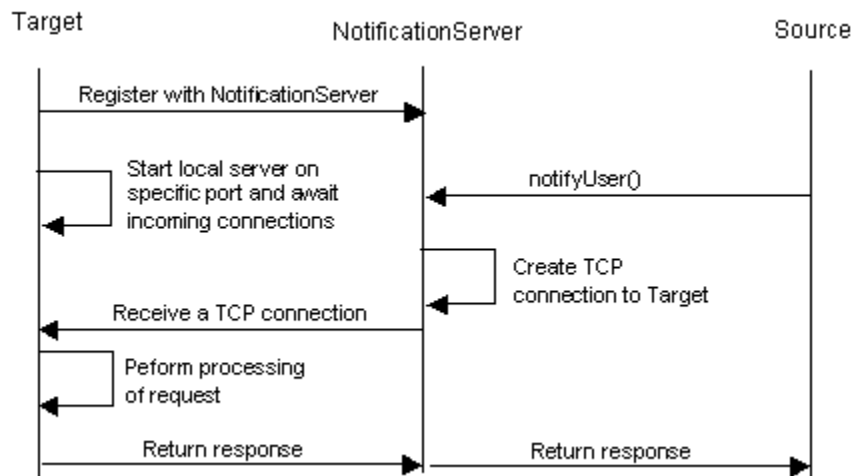 Target
NotificationServer
Source
Register with NotificationServer
Start local server on
specific port and await
incoming connections
notifyUser()
Create TCP
connection to Target
Receive a TCP connection
Peform processing
of request
Return response
Return response